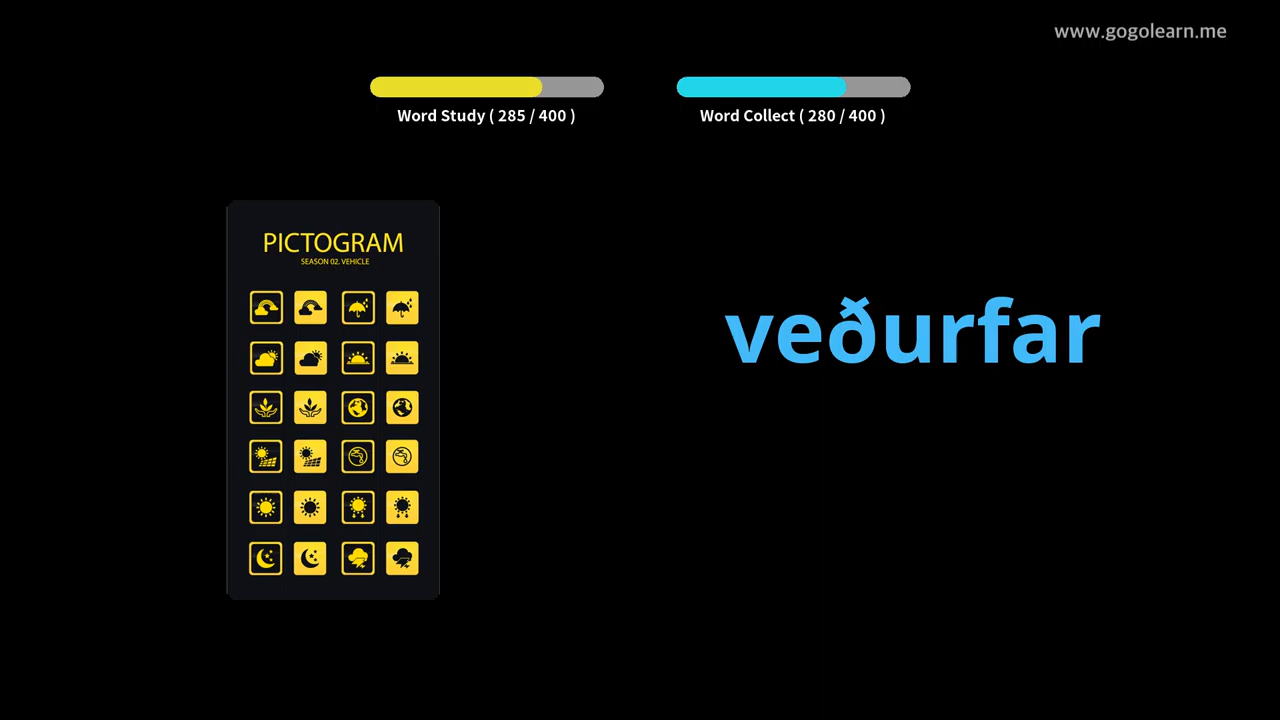 www.gogolearn.me
Word Study ( 285 / 400 )
Word Collect ( 280 / 400 )
PICTOGRAM
SEASON 02. VEHICLE
veðurfar